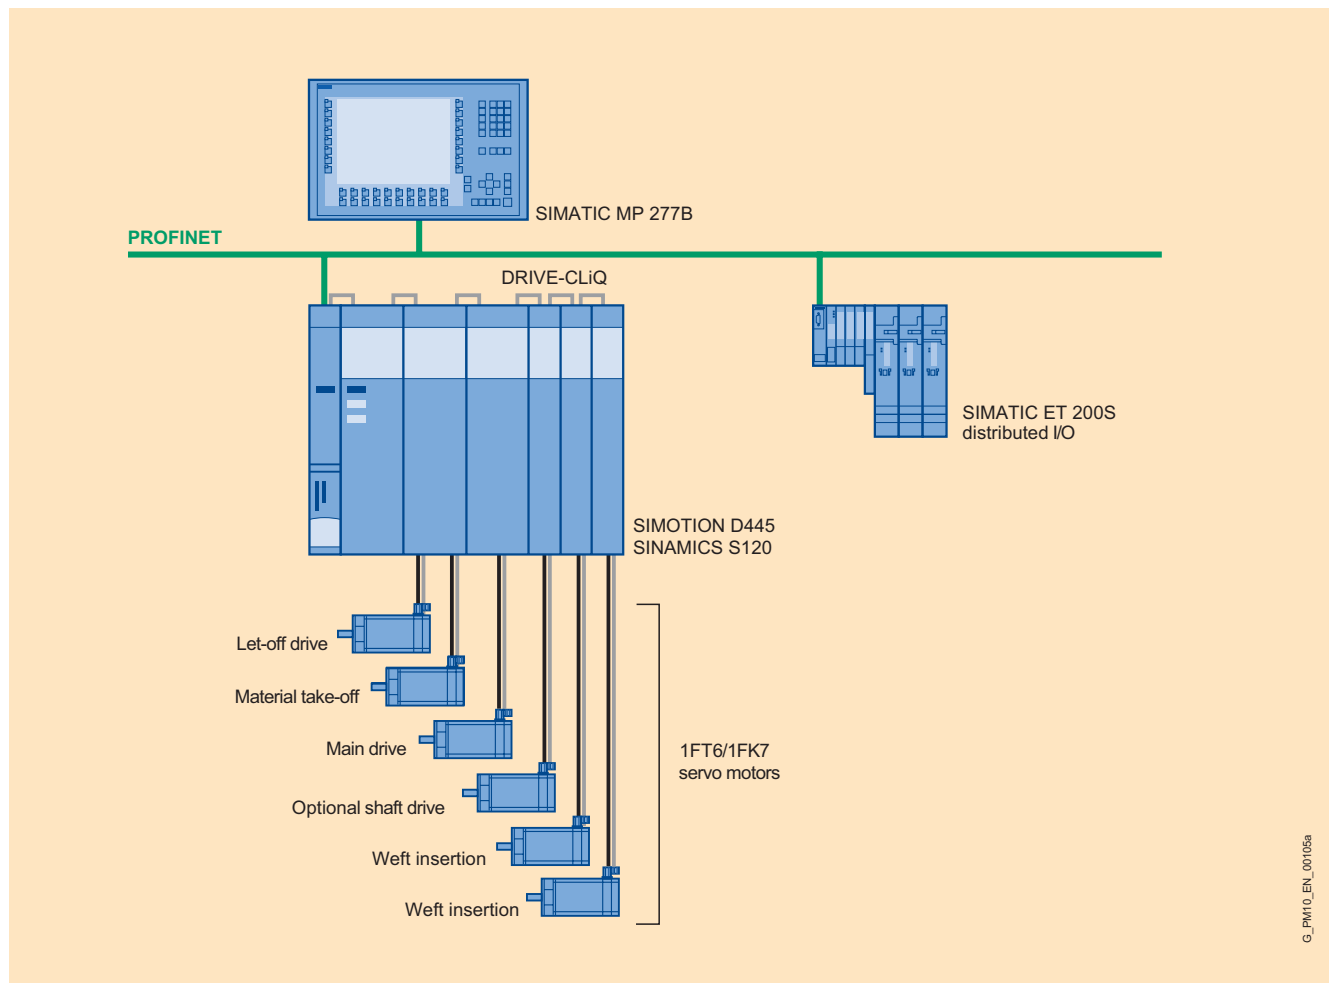 SIMATIC MP 277B
PROFINET
DRIVE-CLiQ
SIMATIC ET 200S
distributed I/O
SIMOTION D445
SINAMICS S120
Let-off drive
Material take-off
Main drive
1FT6/1FK7
servo motors
Optional shaft drive
Weft insertion
Weft insertion
G_PM10_EN_00105a